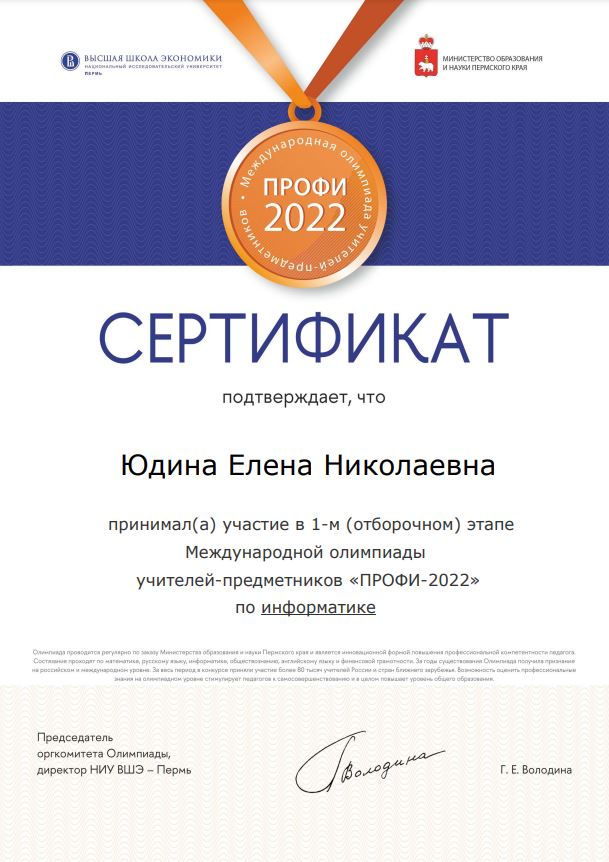 ВЫСШАЯ ШКОЛА ЭКОНОМИКИ
НАЦИОНАЛЬНЫЙ ИССЛЕДОВАТЕЛЬСКИЙ УНИВЕРСИТЕТ
ПЕРМЬ
МИНИСТЕРСТВО ОБРАЗОВАНИЯ
И НАУКИ ПЕРМСКОГО КРАЯ
• Международная олимпиада учителей-предметников
ПРОФИ
2022
СЕРТИФИКАТ
подтверждает, что
Юдина Елена Николаевна
принимал(а) участие в 1-м (отборочном) этапе
Международной олимпиады
учителей-предметников «ПРОФИ-2022»
по информатике
Олимпиада проводится регулярно по заказу Министерства образования и науки Пермского края и является инновационной формой повышения профессиональной компетентности педагога.
Состязания проходят по математике, русскому языку, информатике, обществознанию, английскому языку и финансовой грамотности. За годы существования Олимпиада получила признание
на российском и международном уровне. За весь период в конкурсе приняли участие более 80 тысяч учителей России и стран ближнего зарубежья. Возможность оценить профессиональные
знания на олимпиадном уровне стимулирует педагогов к самосовершенствованию и в целом повышает уровень общего образования.
Председатель
оргкомитета Олимпиады,
директор НИУ ВШЭ – Пермь
ГВолодина
Г. Е. Володина